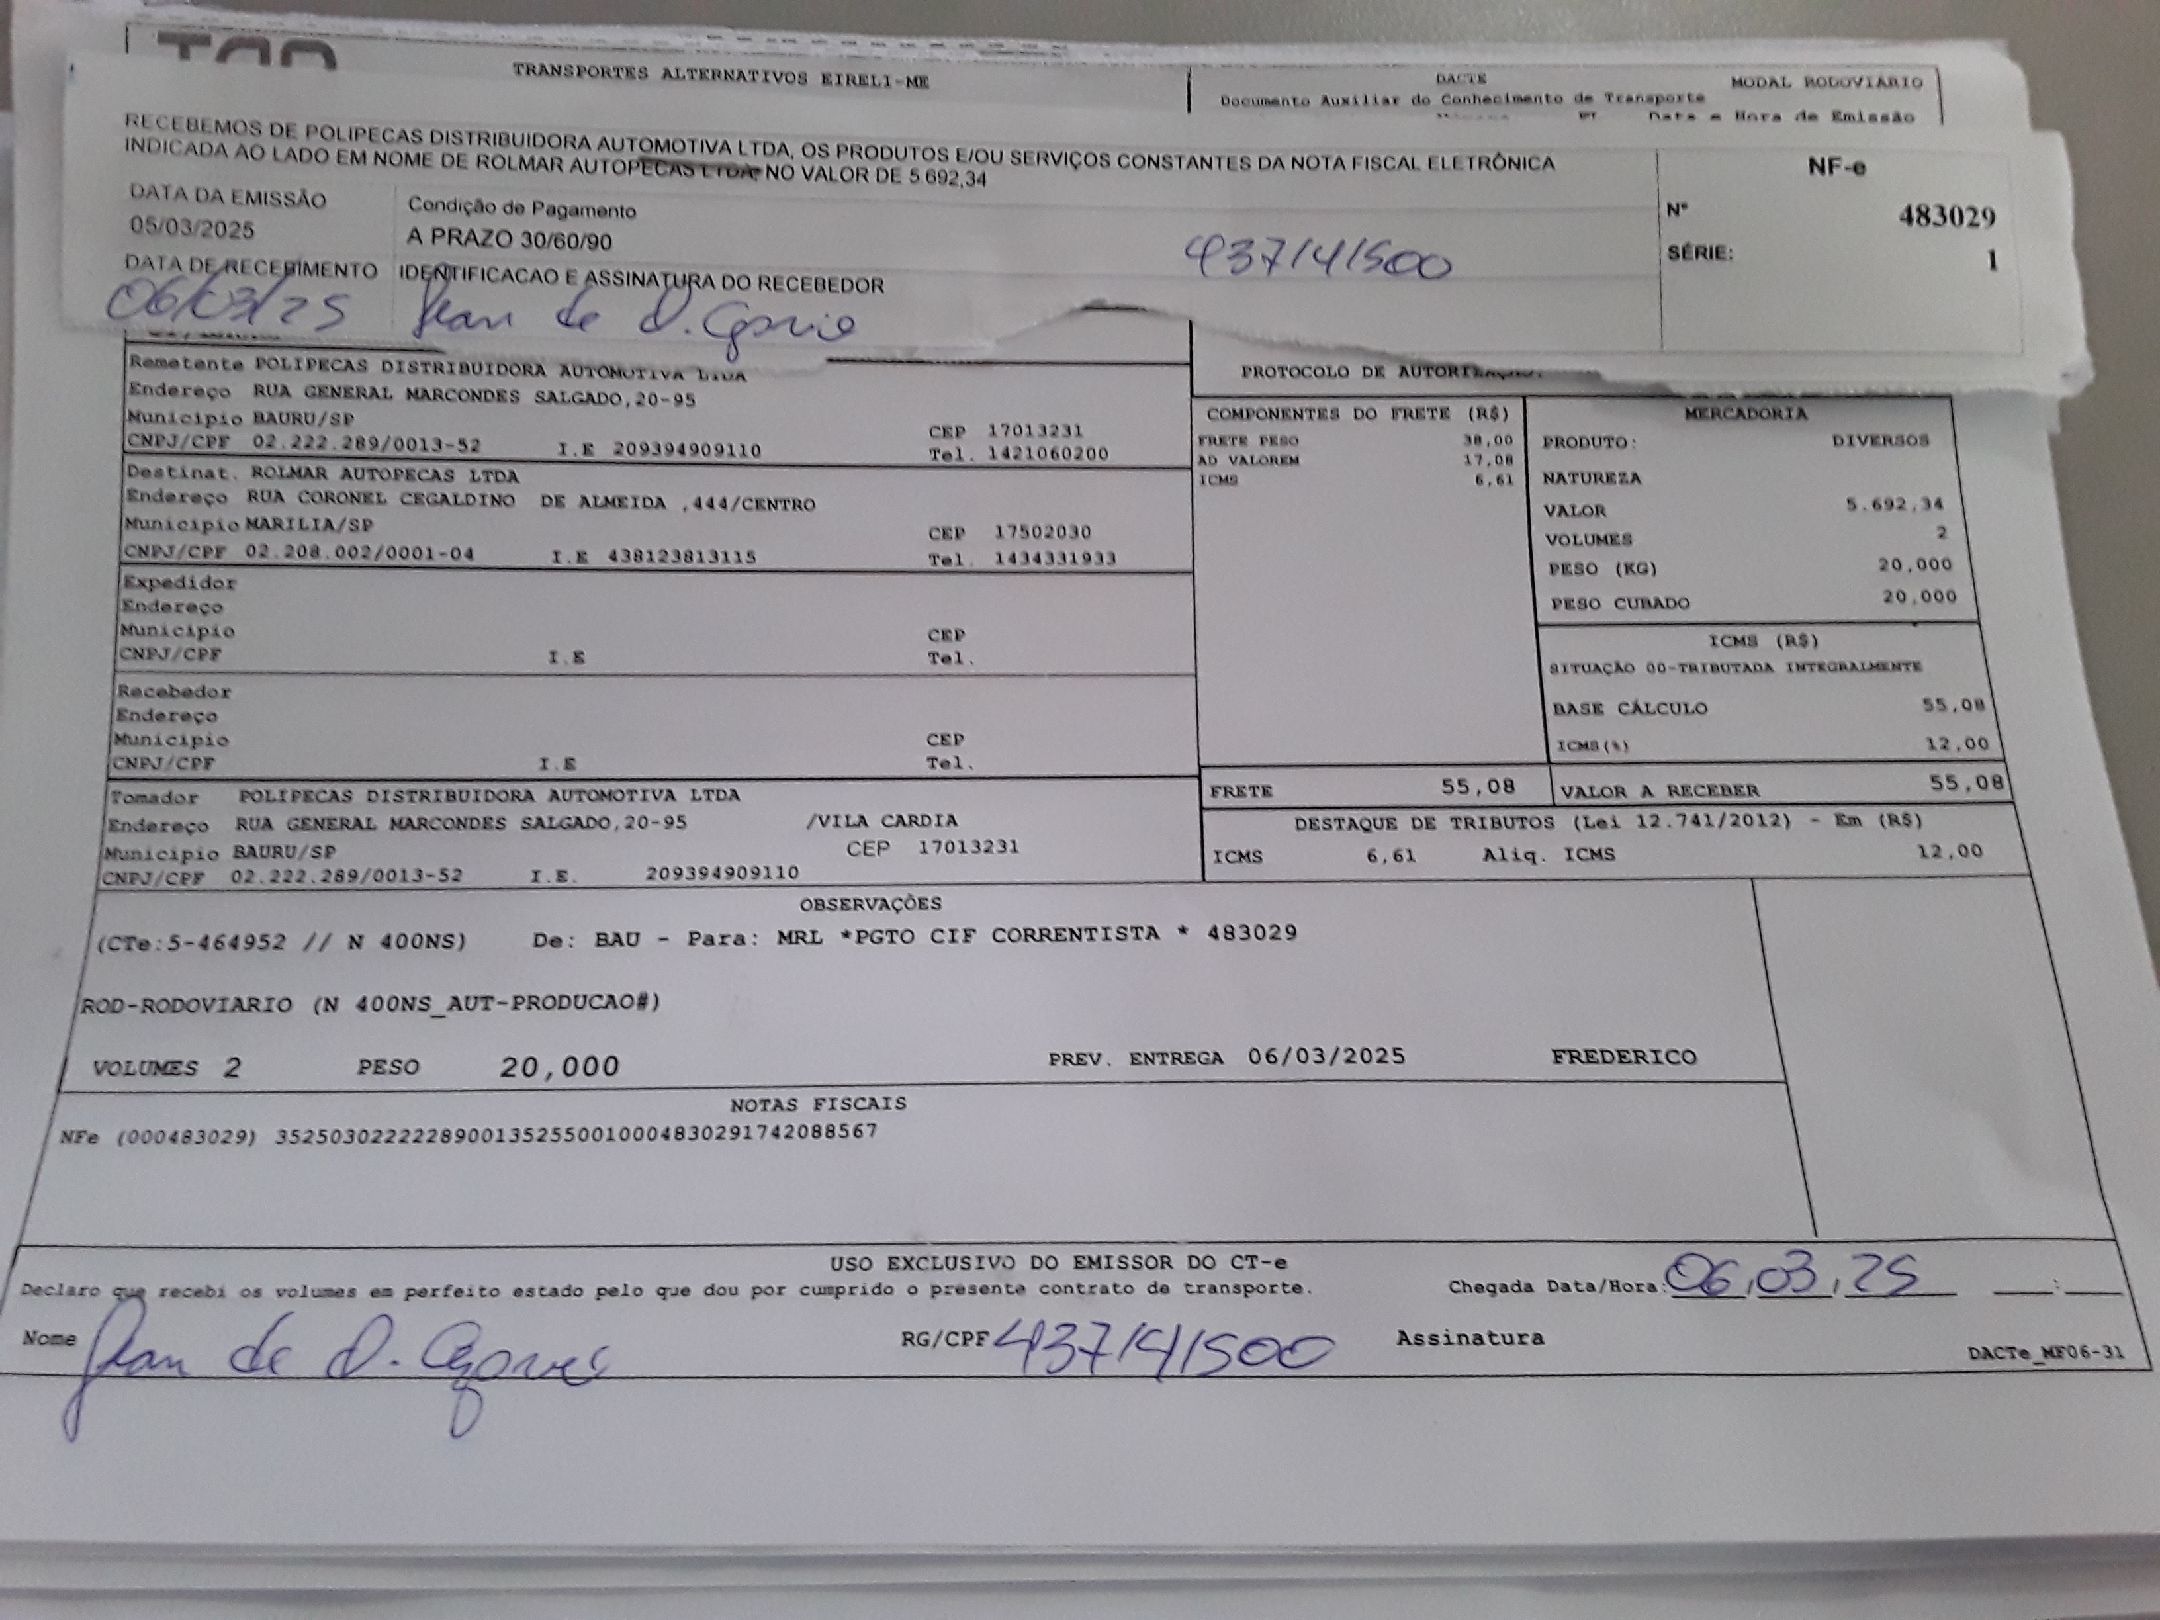 TRANSPORTES ALTERNATIVOS EIRELI-ME
DACTE MODAL RODOVIARIO
Documento Auxiliar do Conhecimento de Transporte
Data e Hora de Emissão
RECEBEMOS DE POLIPECAS DISTRIBUIDORA AUTOMOTIVA LTDA, OS PRODUTOS E/OU SERVIÇOS CONSTANTES DA NOTA FISCAL ELETRÔNICA
INDICADA AO LADO EM NOME DE ROLMAR AUTOPECAS LTDA NO VALOR DE 5 692,34
NF-e
Nº 483029
SÉRIE: 1
DATA DA EMISSÃO Condição de Pagamento
05/03/2025 A PRAZO 30/60/90
437141500
DATA DE RECEBIMENTO IDENTIFICACAO E ASSINATURA DO RECEBEDOR
06/03/25 Jean de O.
Remetente POLIPECAS DISTRIBUIDORA AUTOMOTIVA LTDA
Endereço RUA GENERAL MARCONDES SALGADO,20-95
Municipio BAURU/SP CEP 17013231
CNPJ/CPF 02.222.289/0013-52 I.E 209394909110 Tel. 1421060200
Destinat. ROLMAR AUTOPECAS LTDA
Endereço RUA CORONEL CEGALDINO DE ALMEIDA ,444/CENTRO
Municipio MARILIA/SP CEP 17502030
CNPJ/CPF 02.208.002/0001-04 I.E 438123813115 Tel. 1434331933
Expedidor
Endereço
Municipio CEP
CNPJ/CPF I.E Tel.
Recebedor
Endereço
Municipio CEP
CNPJ/CPF I.E Tel.
Tomador POLIPECAS DISTRIBUIDORA AUTOMOTIVA LTDA
Endereço RUA GENERAL MARCONDES SALGADO,20-95 /VILA CARDIA
Municipio BAURU/SP CEP 17013231
CNPJ/CPF 02.222.289/0013-52 I.E. 209394909110
PROTOCOLO DE
COMPONENTES DO FRETE (R$)
FRETE PESO 38,00
AD VALOREM 17,08
ICMS 6,61
MERCADORIA
PRODUTO: DIVERSOS
NATUREZA
VALOR 5.692,34
VOLUMES 2
PESO (KG) 20,000
PESO CUBADO 20,000
ICMS (R$)
SITUAÇÃO 00-TRIBUTADA INTEGRALMENTE
BASE CÁLCULO 55,08
ICMS(%) 12,00
FRETE 55,08 VALOR A RECEBER 55,08
DESTAQUE DE TRIBUTOS (Lei 12.741/2012) - Em (R$)
ICMS 6,61 Aliq. ICMS 12,00
OBSERVAÇÕES
(CTe:5-464952 // N 400NS) De: BAU - Para: MRL *PGTO CIF CORRENTISTA * 483029
ROD-RODOVIARIO (N 400NS_AUT-PRODUCAO#)
VOLUMES 2 PESO 20,000 PREV. ENTREGA 06/03/2025 FREDERICO
NOTAS FISCAIS
NFe (000483029) 35250302222289001352550010004830291742088567
USO EXCLUSIVO DO EMISSOR DO CT-e
Declaro que recebi os volumes em perfeito estado pelo que dou por cumprido o presente contrato de transporte. Chegada Data/Hora: 06/03/25 :
Nome Jean de O. RG/CPF 437141500 Assinatura
DACTe_MF06-31